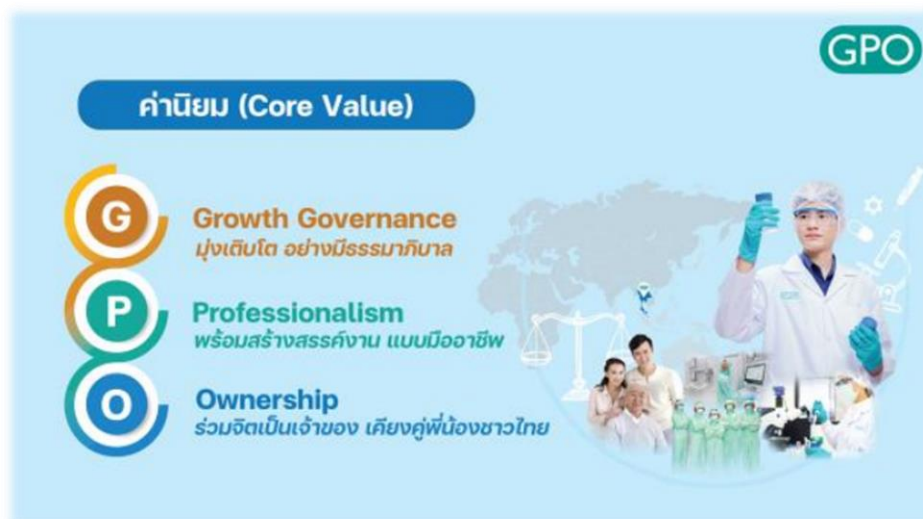 GPO
ค่านิยม (Core Value)
G
Growth Governance
มุ่งเติบโต อย่างมีธรรมาภิบาล
P
Professionalism
พร้อมสร้างสรรค์งาน แบบมืออาชีพ
O
Ownership
ร่วมจิตเป็นเจ้าของ เคียงคู่พี่น้องชาวไทย
GPO